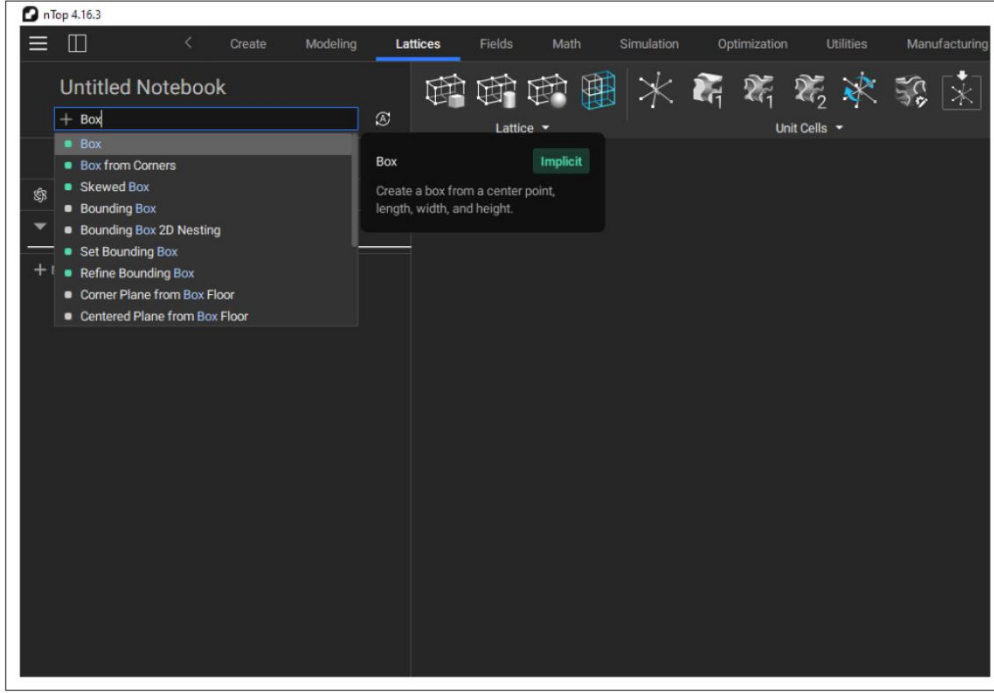 nTop 4.16.3
Create Modeling Lattices Fields Math Simulation Optimization Utilities Manufacturing
Untitled Notebook
Box
Lattice
Unit Cells
Box
Box from Corners
Skewed Box
Bounding Box
Bounding Box 2D Nesting
Set Bounding Box
Refine Bounding Box
Corner Plane from Box Floor
Centered Plane from Box Floor
Box Implicit
Create a box from a center point,
length, width, and height.